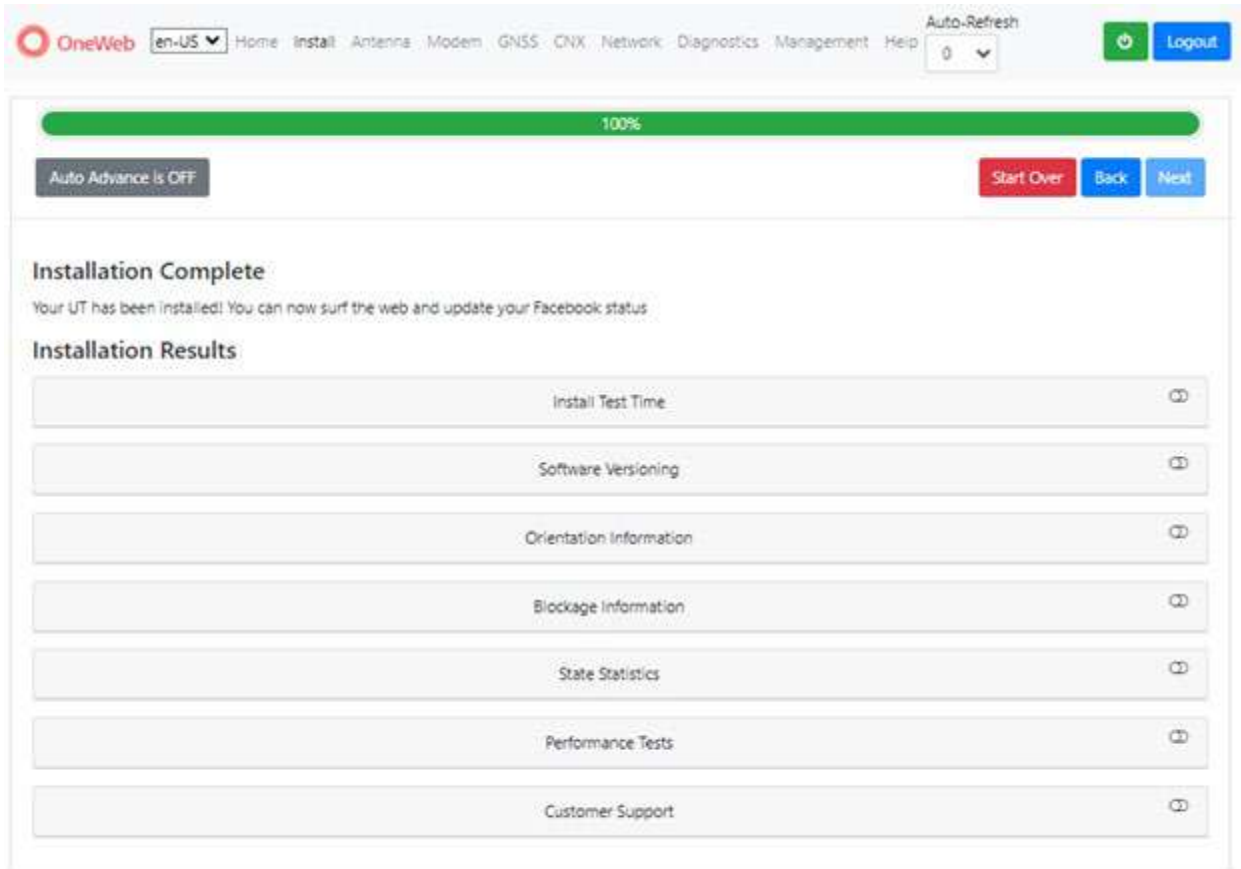 Auto-Refresh
OneWeb en-US Home Install Antenna Modem GNSS CNX Network Diagnostics Management Help 0 Logout
100%
Auto Advance is OFF Start Over Back Next
Installation Complete
Your UT has been installed! You can now surf the web and update your Facebook status
Installation Results
Install Test Time
Software Versioning
Orientation Information
Blockage Information
State Statistics
Performance Tests
Customer Support